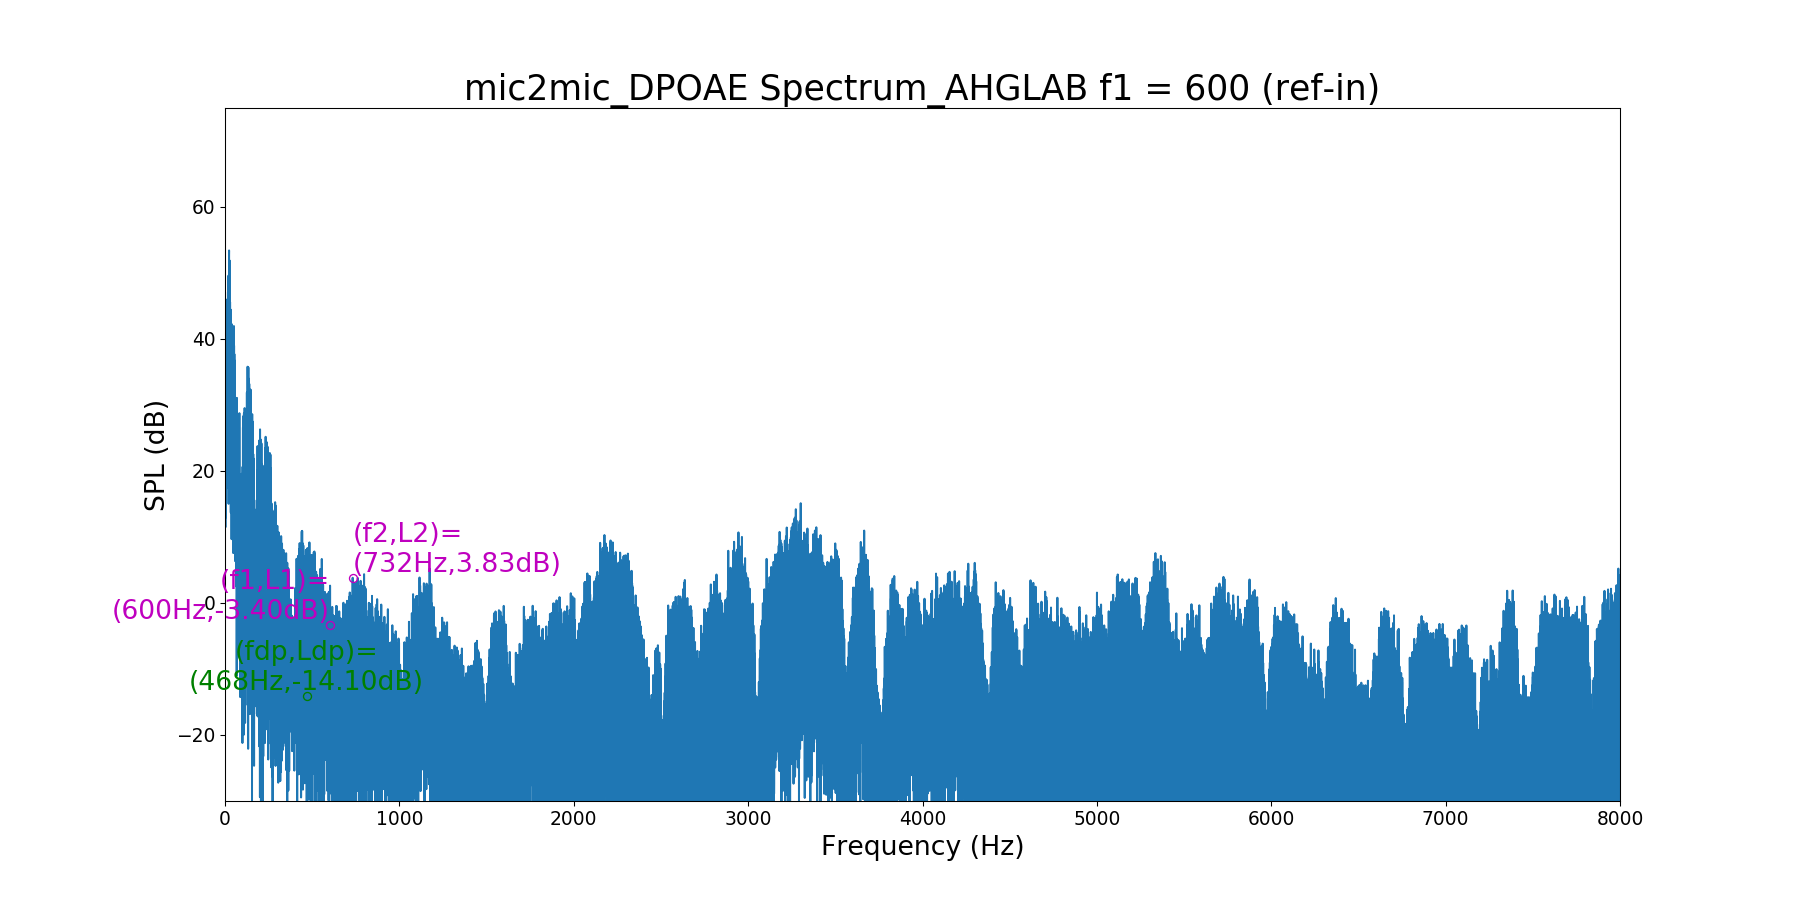 mic2mic_DPOAE Spectrum_AHGLAB f1 = 600 (ref-in)
SPL (dB)
60
40
20
0
−20
(f2,L2)=
(732Hz,3.83dB)
(f1,L1)=
(600Hz,-3.40dB)
(fdp,Ldp)=
(468Hz,-14.10dB)
0 1000 2000 3000 4000 5000 6000 7000 8000
Frequency (Hz)